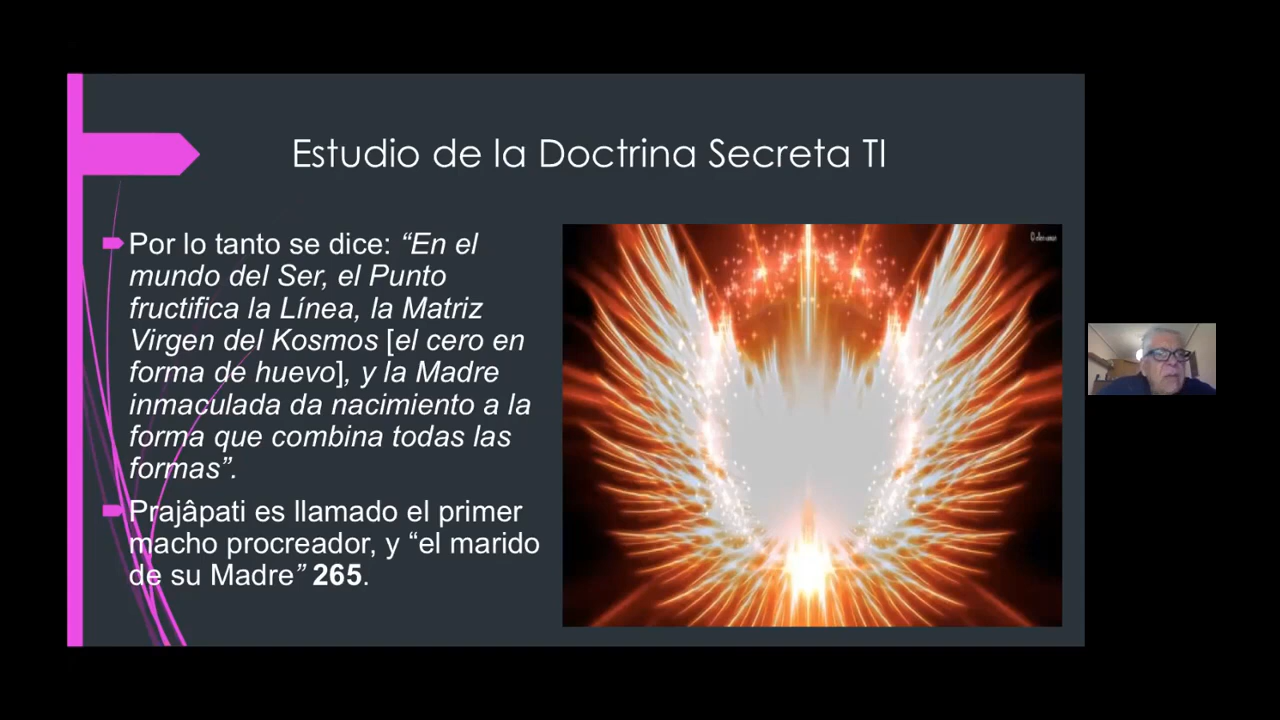 Estudio de la Doctrina Secreta TI
Por lo tanto se dice: “En el
mundo del Ser, el Punto
fructifica la Línea, la Matriz
Virgen del Kosmos [el cero en
forma de huevo], y la Madre
inmaculada da nacimiento a la
forma que combina todas las
formas”.
Prajâpati es llamado el primer
macho procreador, y “el marido
de su Madre” 265.